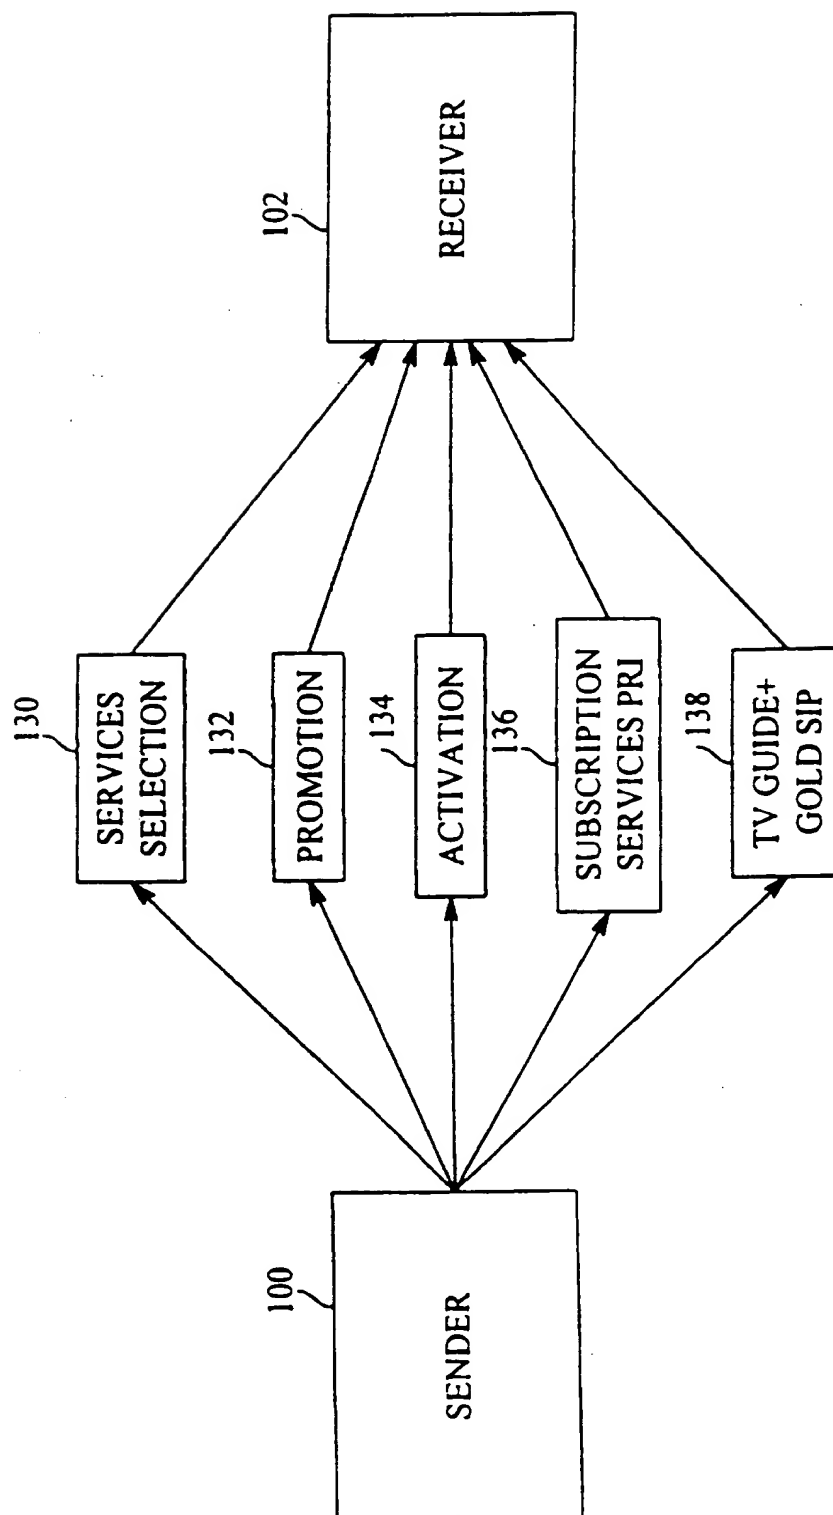 100
SENDER
130
SERVICES
SELECTION
132
PROMOTION
134
ACTIVATION
136
SUBSCRIPTION
SERVICES PRI
138
TV GUIDE+
GOLD SIP
102
RECEIVER